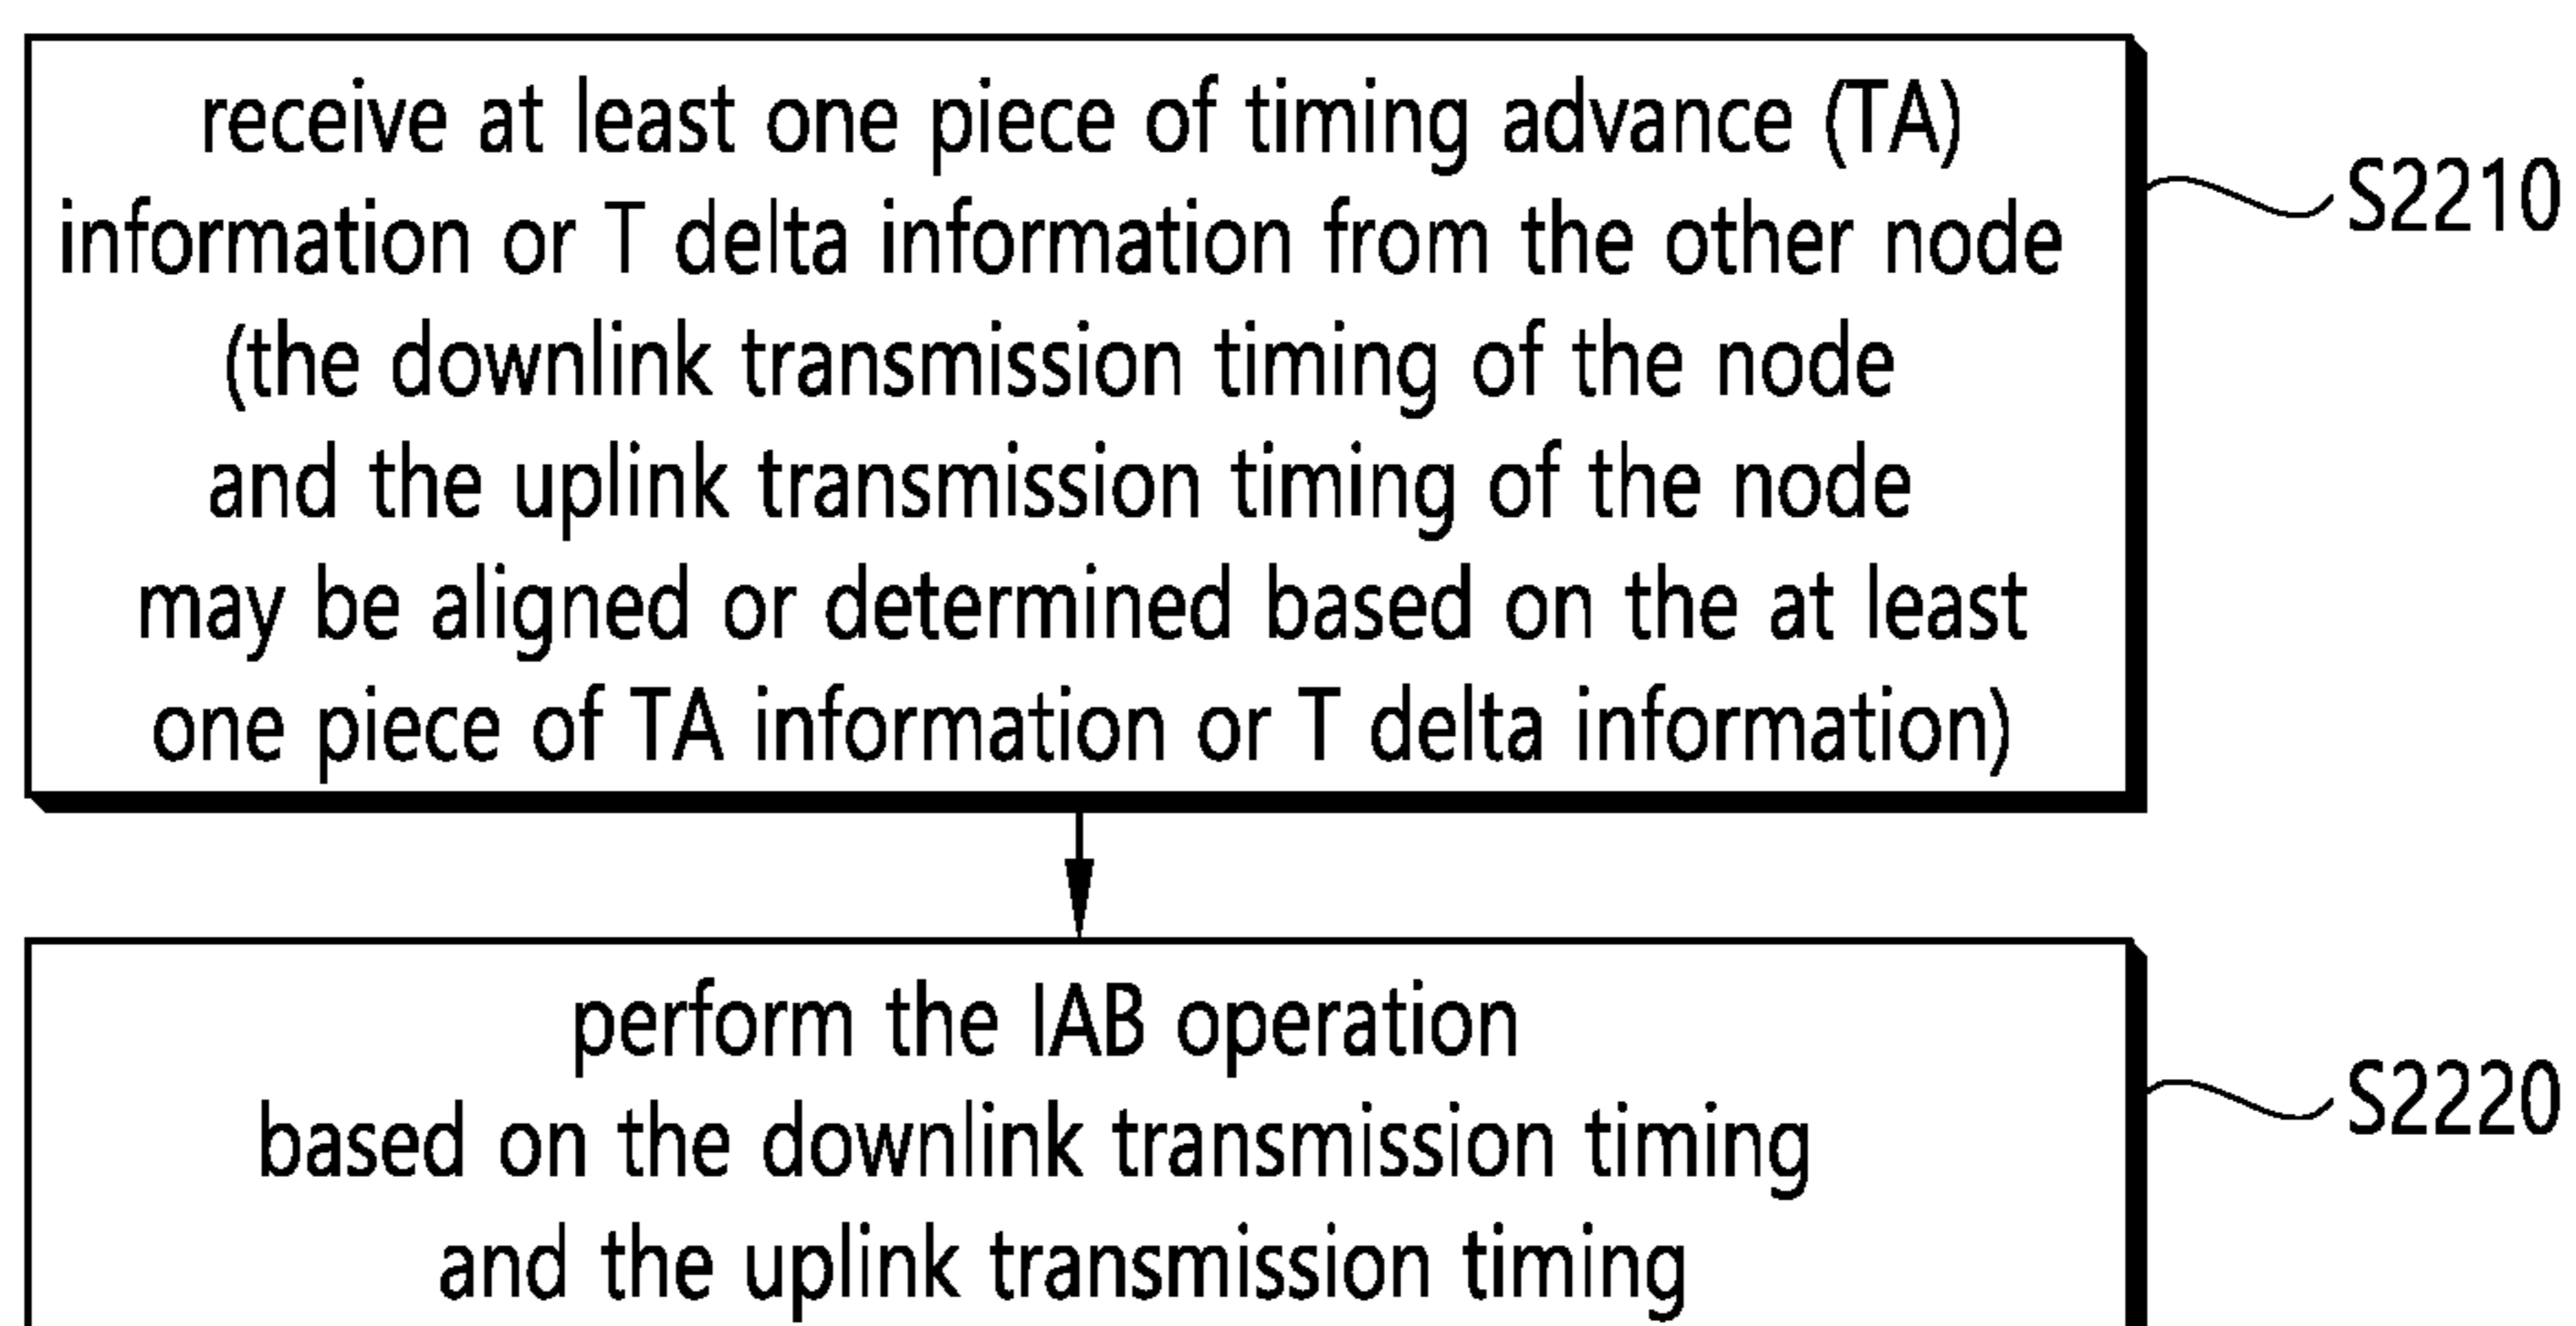 receive at least one piece of timing advance (TA)
information or T delta information from the other node
(the downlink transmission timing of the node
and the uplink transmission timing of the node
may be aligned or determined based on the at least
one piece of TA information or T delta information)
S2210
perform the IAB operation
based on the downlink transmission timing
and the uplink transmission timing
S2220